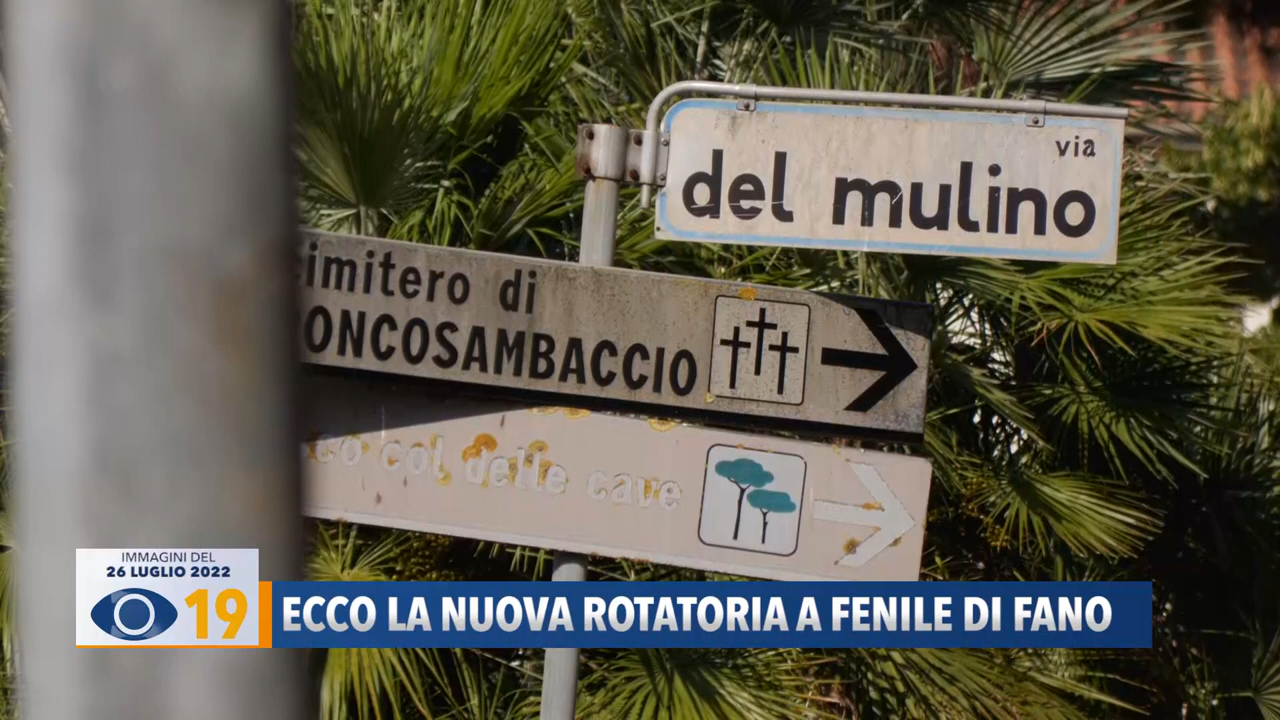 via
del mulino
imitero di
ONCOSAMBACCIO
col delle cave
IMMAGINI DEL
26 LUGLIO 2022
19
ECCO LA NUOVA ROTATORIA A FENILE DI FANO